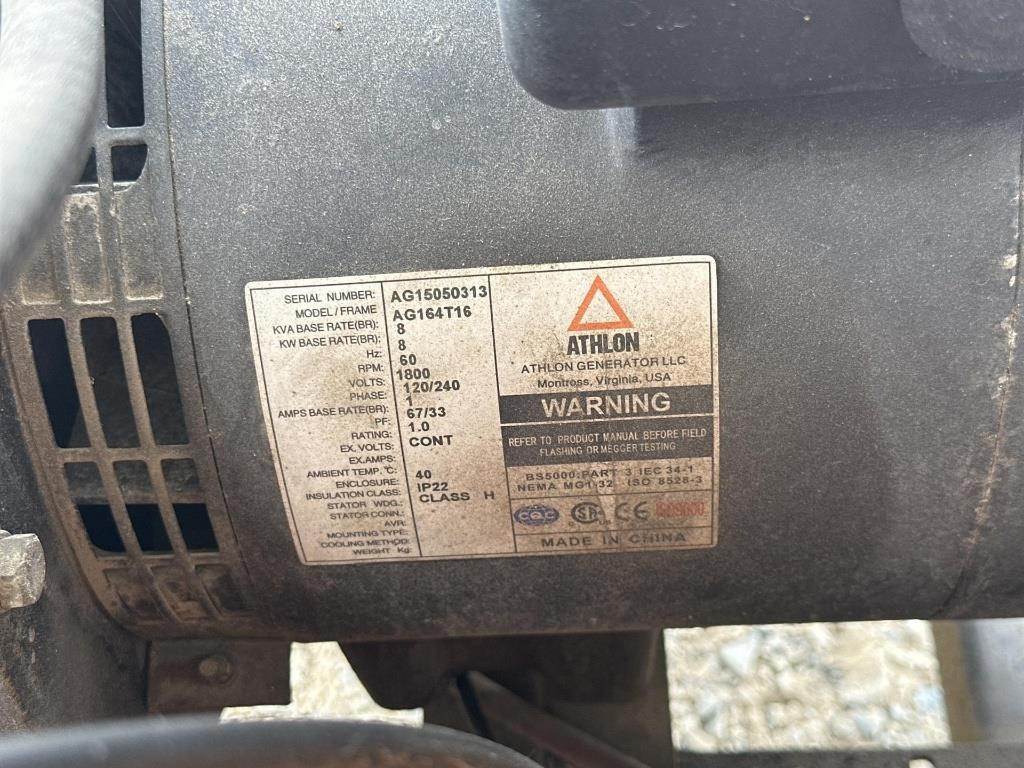 SERIAL NUMBER: AG15050313
MODEL/FRAME AG164T16
KVA BASE RATE(BR): 8
KW BASE RATE(BR): 8
Hz: 60
RPM: 1800
VOLTS: 120/240
PHASE: 1
AMPS BASE RATE(BR): 67/33
PF: 1.0
RATING: CONT
EX.VOLTS:
EX.AMPS:
AMBIENT TEMP.℃: 40
ENCLOSURE: IP22
INSULATION CLASS: CLASS H
STATOR WDG.:
STATOR CONN.:
AVR:
MOUNTING TYPE:
COOLING METHOD:
WEIGHT Kg:
ATHLON
ATHLON GENERATOR LLC
Montross, Virginia, USA
WARNING
REFER TO PRODUCT MANUAL BEFORE FIELD
FLASHING OR MEGGER TESTING
BS5000 PART 3 IEC 34-1
NEMA MG1-32 ISO 8528-3
CQC CE
MADE IN CHINA